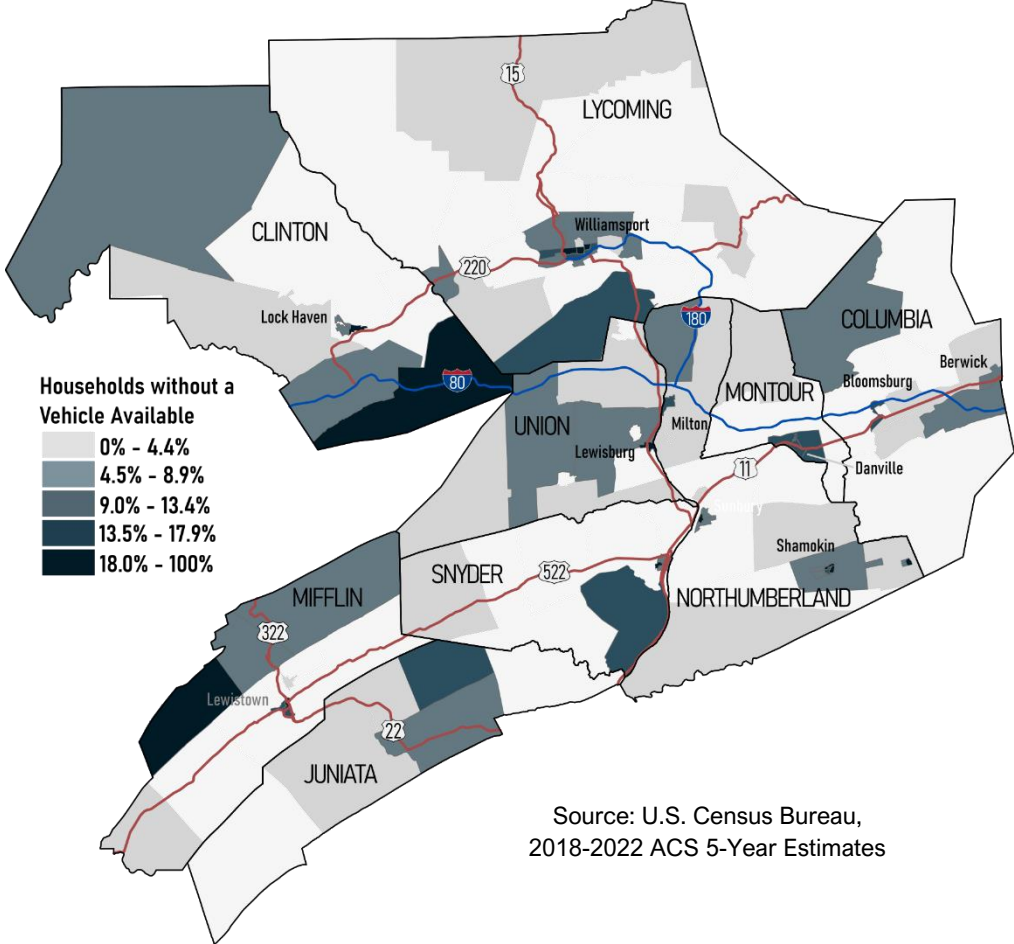 15
LYCOMING
Williamsport
CLINTON
220
Lock Haven
180
COLUMBIA
Berwick
80
Bloomsburg
MONTOUR
Households without a
Vehicle Available
0% - 4.4%
4.5% - 8.9%
9.0% - 13.4%
13.5% - 17.9%
18.0% - 100%
UNION
Milton
Lewisburg
11
Danville
Sunbury
Shamokin
SNYDER
522
MIFFLIN
NORTHUMBERLAND
322
Lewistown
22
JUNIATA
Source: U.S. Census Bureau,
2018-2022 ACS 5-Year Estimates